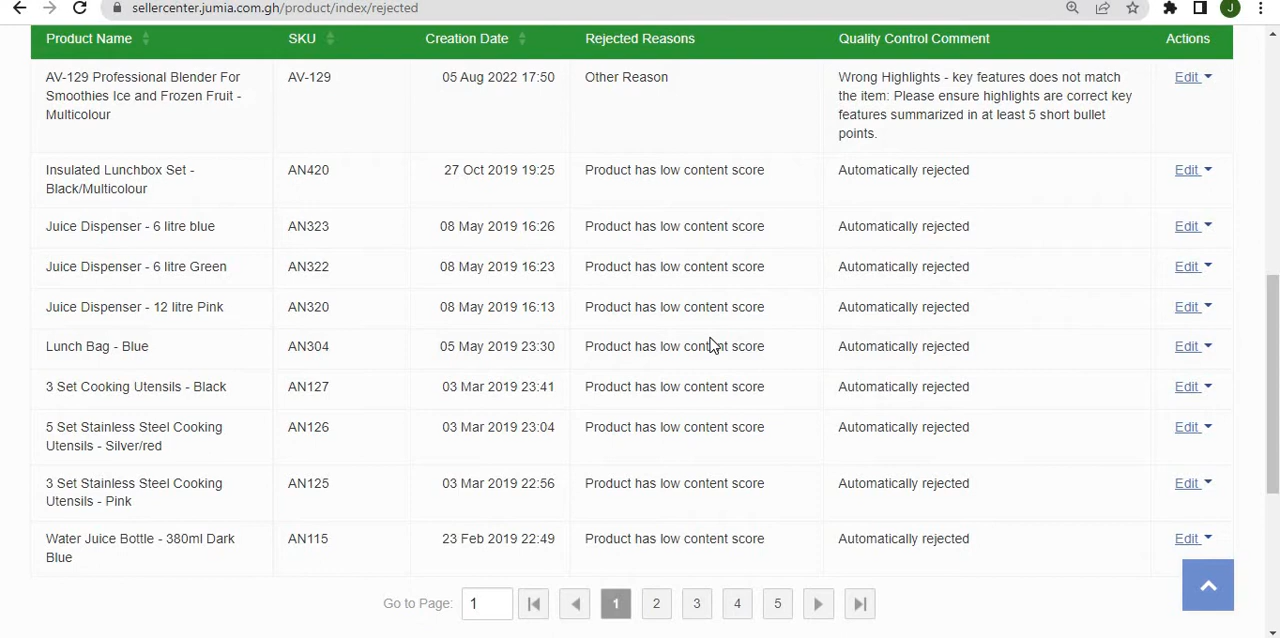 sellercenter.jumia.com.gh/product/index/rejected
J
Product Name SKU Creation Date Rejected Reasons Quality Control Comment Actions
AV-129 Professional Blender For AV-129 05 Aug 2022 17:50 Other Reason Wrong Highlights - key features does not match Edit
Smoothies Ice and Frozen Fruit - the item: Please ensure highlights are correct key
Multicolour features summarized in at least 5 short bullet
points.
Insulated Lunchbox Set - AN420 27 Oct 2019 19:25 Product has low content score Automatically rejected Edit
Black/Multicolour
Juice Dispenser - 6 litre blue AN323 08 May 2019 16:26 Product has low content score Automatically rejected Edit
Juice Dispenser - 6 litre Green AN322 08 May 2019 16:23 Product has low content score Automatically rejected Edit
Juice Dispenser - 12 litre Pink AN320 08 May 2019 16:13 Product has low content score Automatically rejected Edit
Lunch Bag - Blue AN304 05 May 2019 23:30 Product has low content score Automatically rejected Edit
3 Set Cooking Utensils - Black AN127 03 Mar 2019 23:41 Product has low content score Automatically rejected Edit
5 Set Stainless Steel Cooking AN126 03 Mar 2019 23:04 Product has low content score Automatically rejected Edit
Utensils - Silver/red
3 Set Stainless Steel Cooking AN125 03 Mar 2019 22:56 Product has low content score Automatically rejected Edit
Utensils - Pink
Water Juice Bottle - 380ml Dark AN115 23 Feb 2019 22:49 Product has low content score Automatically rejected Edit
Blue
Go to Page: 1 1 2 3 4 5